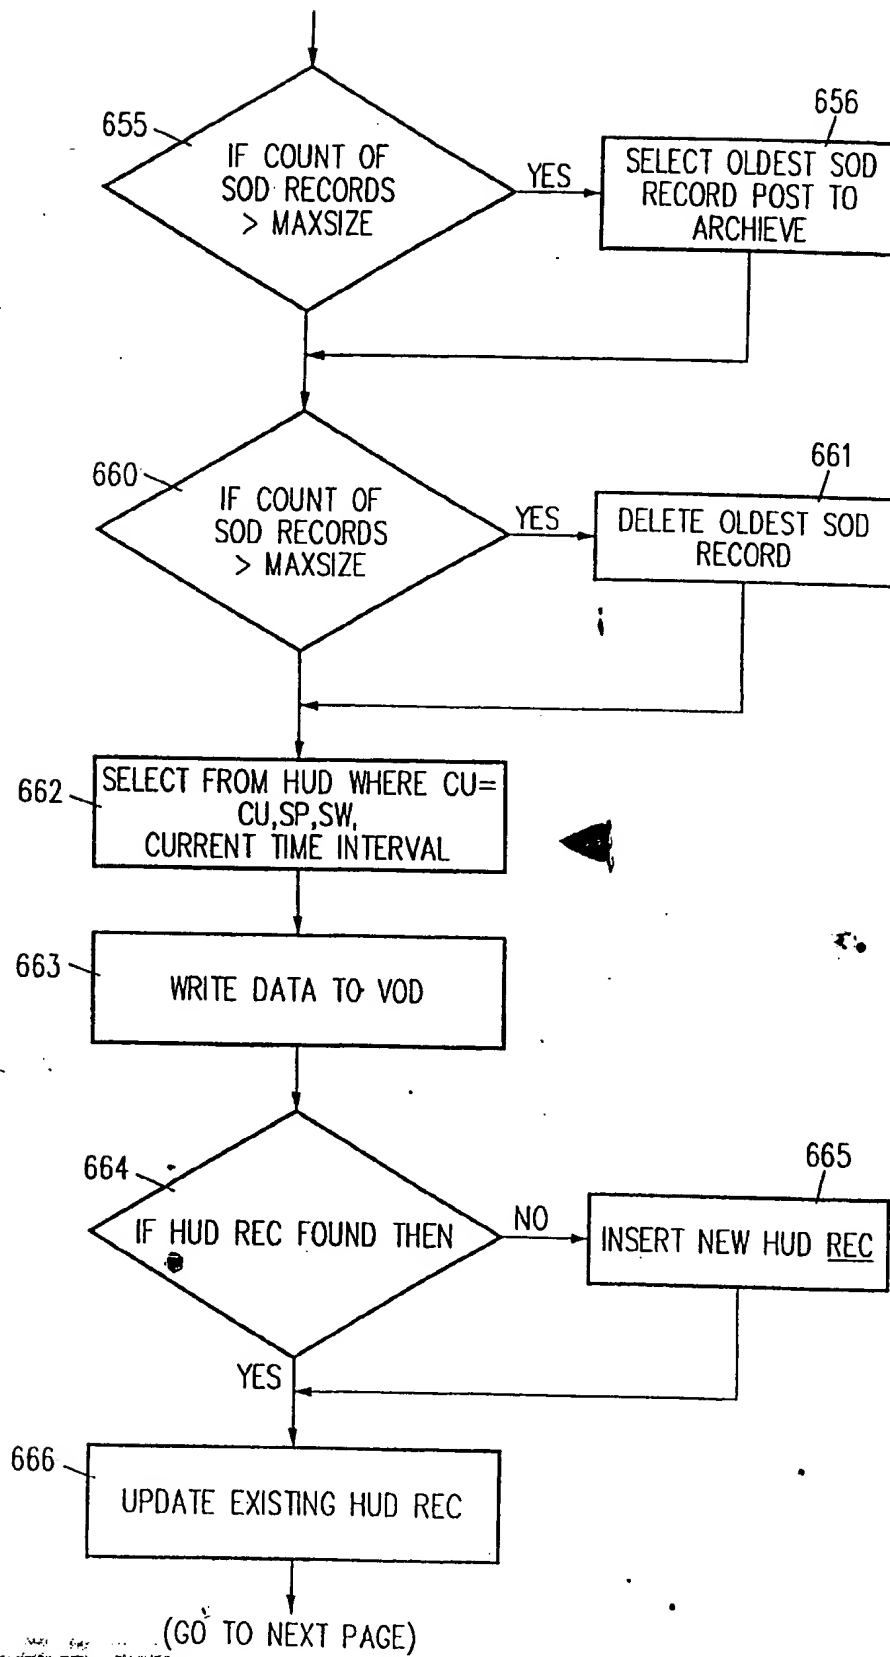 655
IF COUNT OF
SOD RECORDS
> MAXSIZE
YES
656
SELECT OLDEST SOD
RECORD POST TO
ARCHIEVE
660
IF COUNT OF
SOD RECORDS
> MAXSIZE
YES
661
DELETE OLDEST SOD
RECORD
662
SELECT FROM HUD WHERE CU=
CU,SP,SW,
CURRENT TIME INTERVAL
663
WRITE DATA TO VOD
664
IF HUD REC FOUND THEN
NO
665
INSERT NEW HUD REC
YES
666
UPDATE EXISTING HUD REC
(GO TO NEXT PAGE)